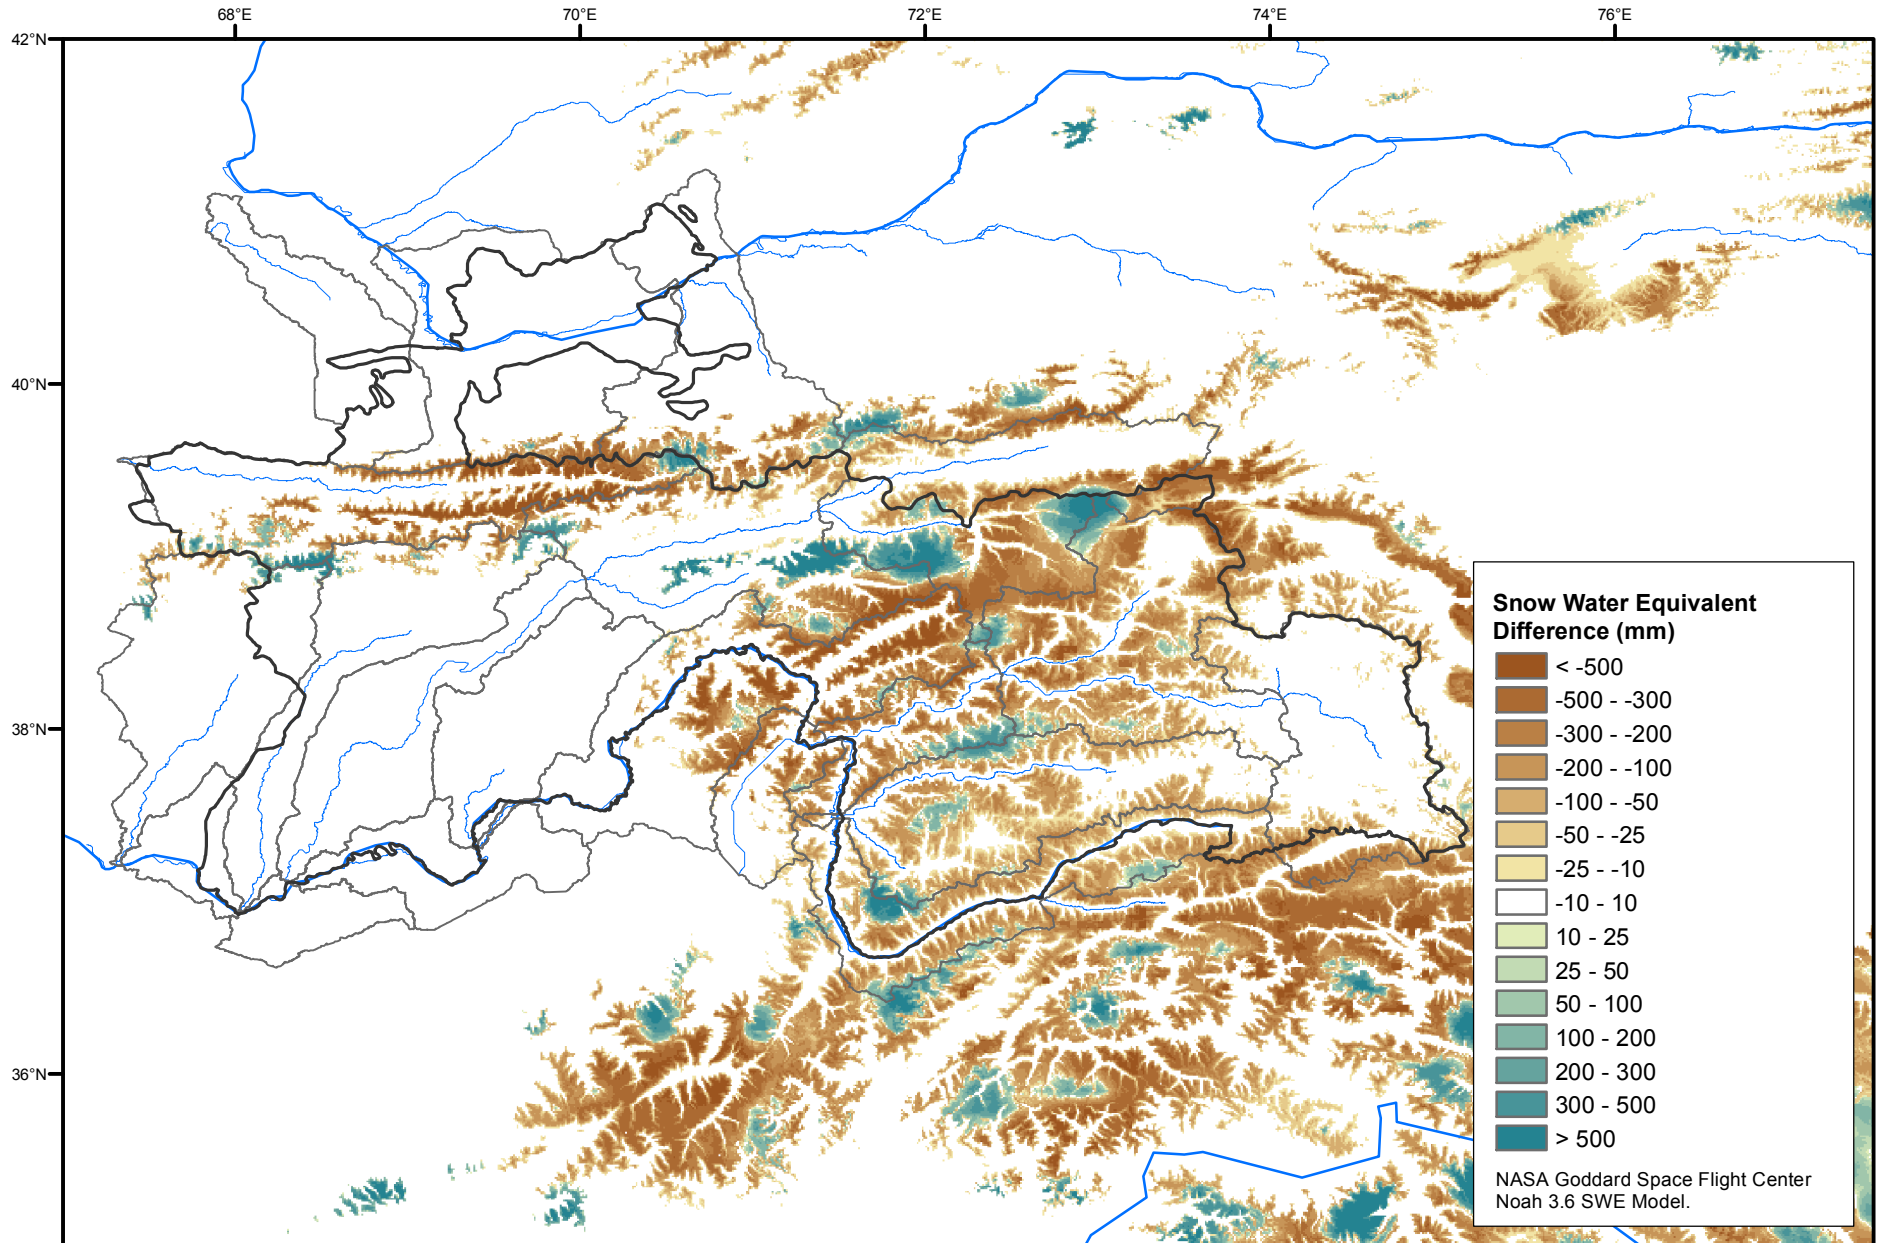 68°E 70°E 72°E 74°E 76°E
42°N
40°N
38°N
36°N
Snow Water Equivalent
Difference (mm)
< -500
-500 - -300
-300 - -200
-200 - -100
-100 - -50
-50 - -25
-25 - -10
-10 - 10
10 - 25
25 - 50
50 - 100
100 - 200
200 - 300
300 - 500
> 500
NASA Goddard Space Flight Center
Noah 3.6 SWE Model.